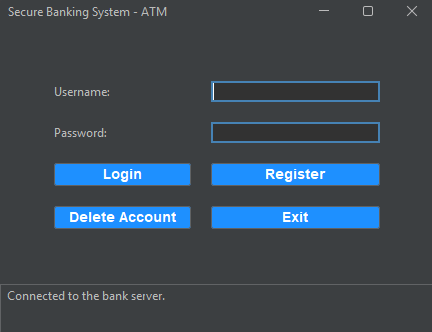 Secure Banking System - ATM
Username:
Password:
Login Register
Delete Account Exit
Connected to the bank server.